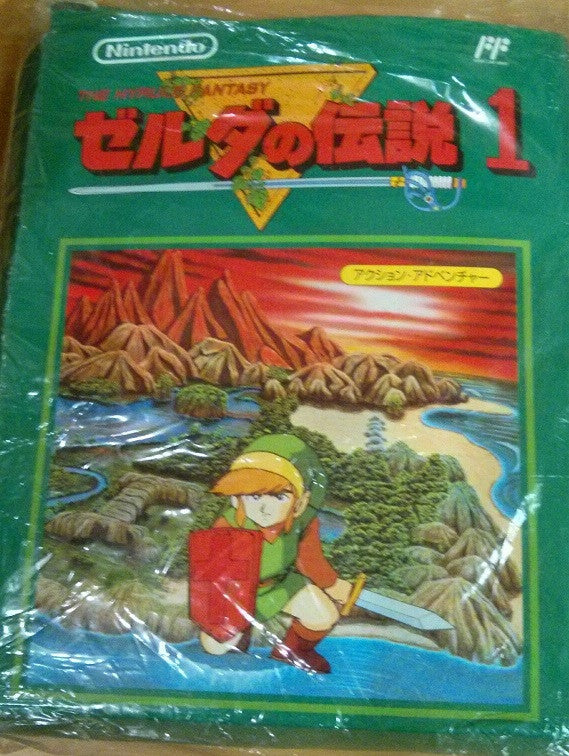 Nintendo
THE HYRULE FANTASY
ゼルダの伝説 1
アクション・アドベンチャー